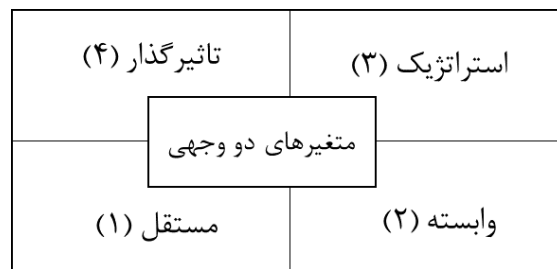 استراتژیک (۳)
تاثیرگذار (۴)
متغیرهای دو وجهی
وابسته (۲)
مستقل (۱)